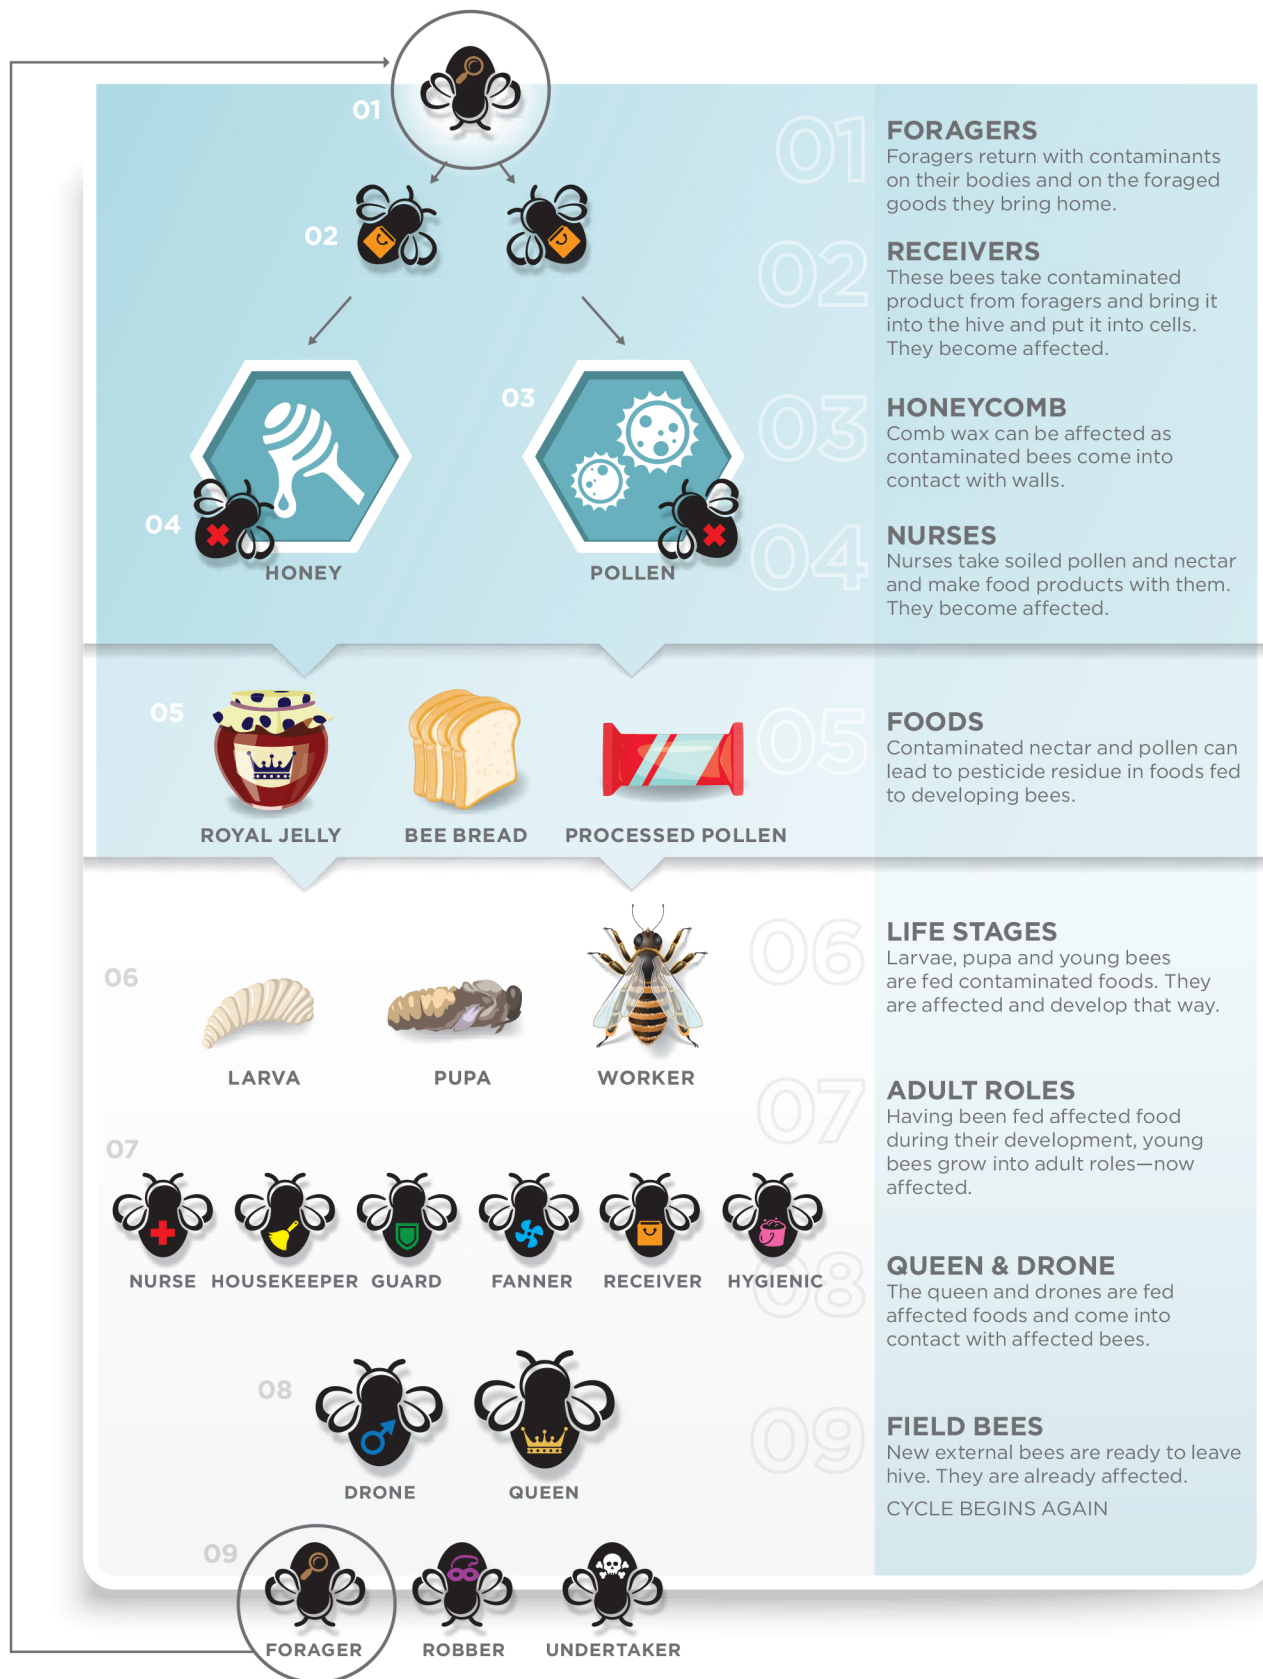 01
02
03
04
HONEY
POLLEN
01
FORAGERS
Foragers return with contaminants
on their bodies and on the foraged
goods they bring home.
02
RECEIVERS
These bees take contaminated
product from foragers and bring it
into the hive and put it into cells.
They become affected.
03
HONEYCOMB
Comb wax can be affected as
contaminated bees come into
contact with walls.
04
NURSES
Nurses take soiled pollen and nectar
and make food products with them.
They become affected.
05
ROYAL JELLY
BEE BREAD
PROCESSED POLLEN
05
FOODS
Contaminated nectar and pollen can
lead to pesticide residue in foods fed
to developing bees.
06
LARVA
PUPA
WORKER
06
LIFE STAGES
Larvae, pupa and young bees
are fed contaminated foods. They
are affected and develop that way.
07
NURSE
HOUSEKEEPER
GUARD
FANNER
RECEIVER
HYGIENIC
07
ADULT ROLES
Having been fed affected food
during their development, young
bees grow into adult roles—now
affected.
08
DRONE
QUEEN
08
QUEEN & DRONE
The queen and drones are fed
affected foods and come into
contact with affected bees.
09
FIELD BEES
New external bees are ready to leave
hive. They are already affected.
CYCLE BEGINS AGAIN
09
FORAGER
ROBBER
UNDERTAKER